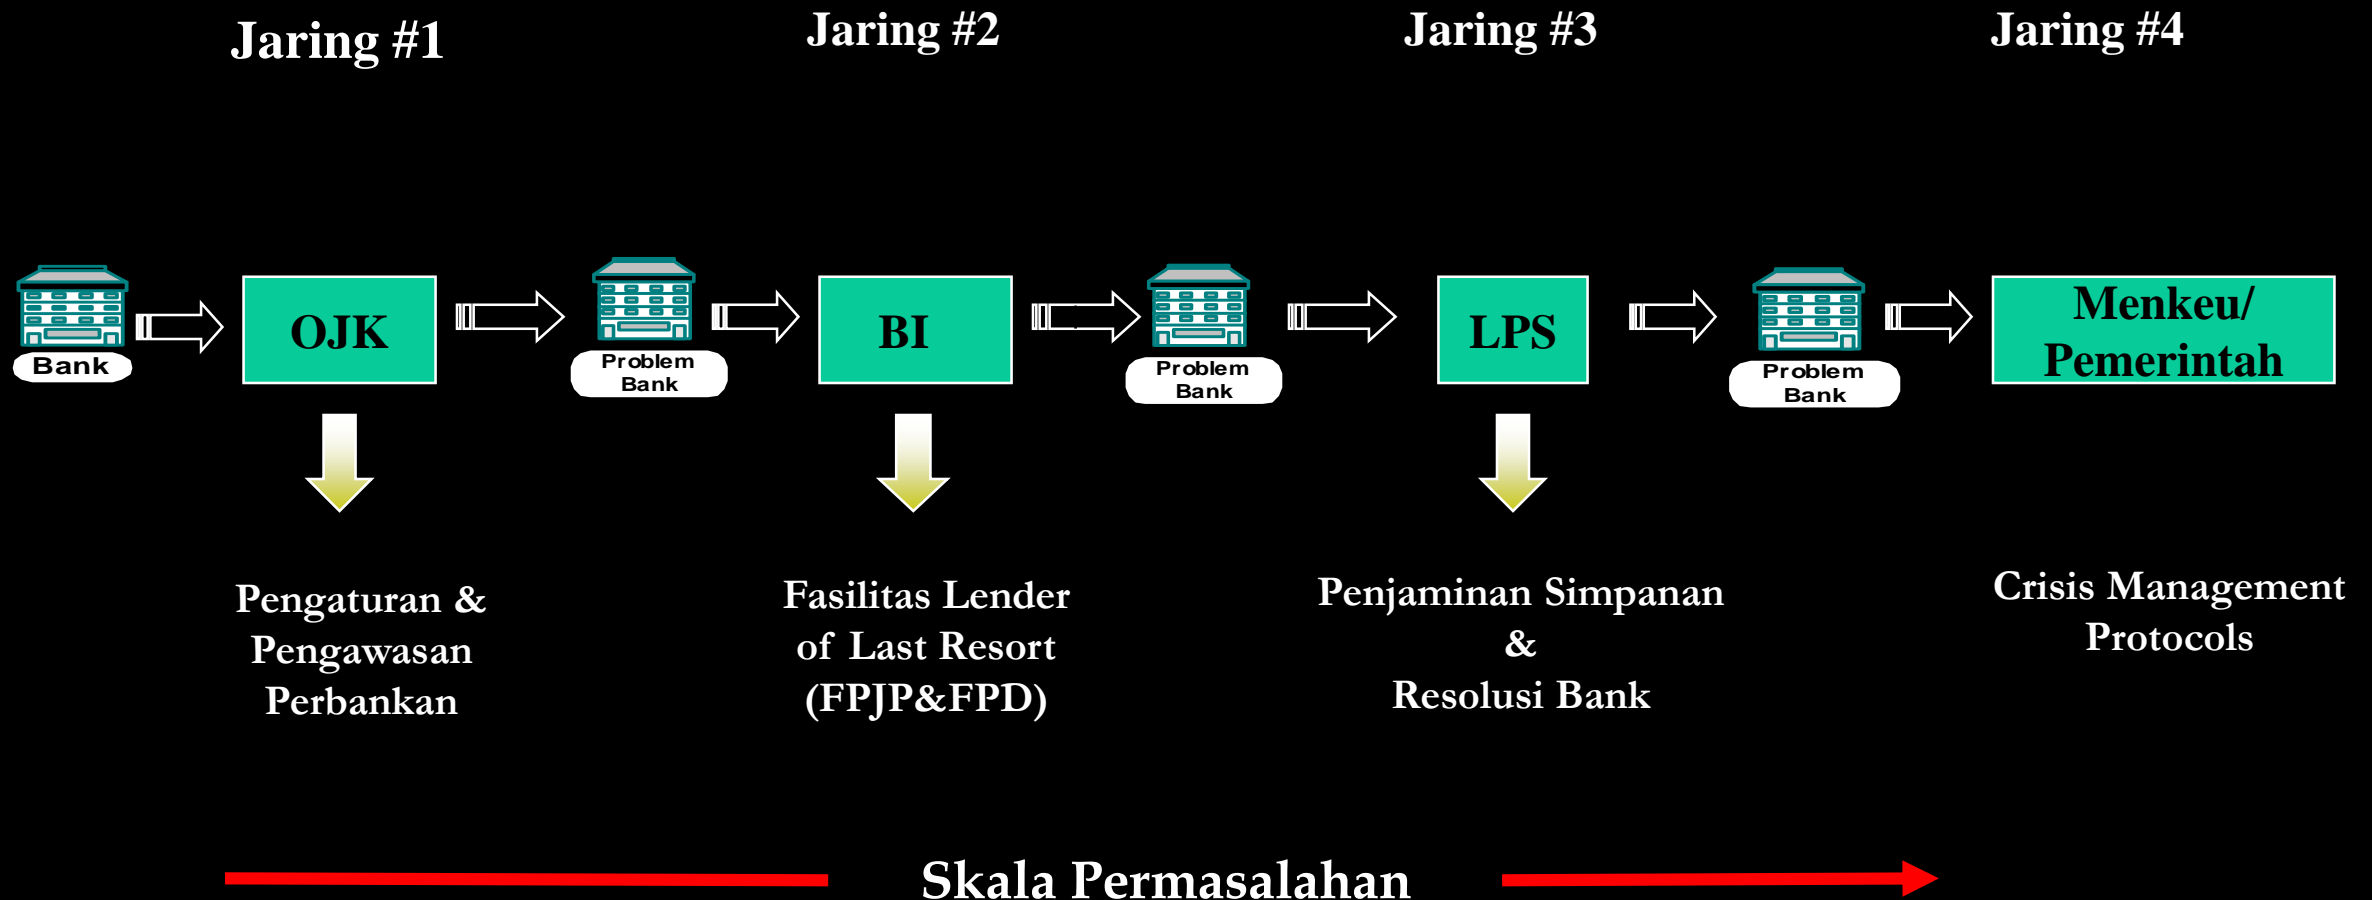 Jaring #1
Jaring #2
Jaring #3
Jaring #4
Bank
OJK
Problem
Bank
BI
Problem
Bank
LPS
Problem
Bank
Menkeu/
Pemerintah
Pengaturan &
Pengawasan
Perbankan
Fasilitas Lender
of Last Resort
(FPJP&FPD)
Penjaminan Simpanan
&
Resolusi Bank
Crisis Management
Protocols
Skala Permasalahan